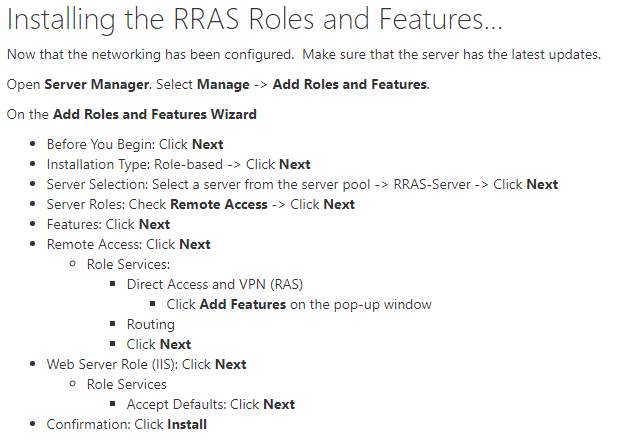 Installing the RRAS Roles and Features...
Now that the networking has been configured.  Make sure that the server has the latest updates.
Open Server Manager. Select Manage -> Add Roles and Features.
On the Add Roles and Features Wizard
Before You Begin: Click Next
Installation Type: Role-based -> Click Next
Server Selection: Select a server from the server pool -> RRAS-Server -> Click Next
Server Roles: Check Remote Access -> Click Next
Features: Click Next
Remote Access: Click Next
Role Services:
Direct Access and VPN (RAS)
Click Add Features on the pop-up window
Routing
Click Next
Web Server Role (IIS): Click Next
Role Services
Accept Defaults: Click Next
Confirmation: Click Install